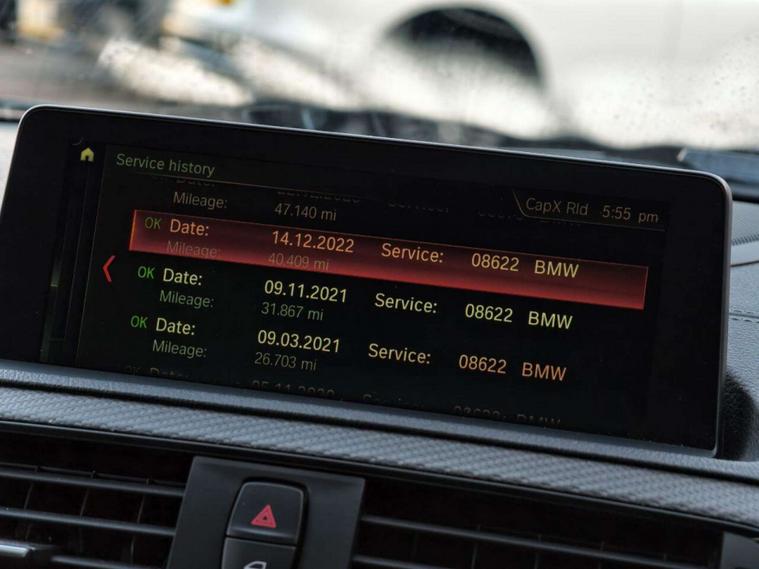 Service history
CapX Rld 5:55 pm
Mileage: 47.140 mi
OK Date: 14.12.2022 Service: 08622 BMW
Mileage: 40.409 mi
OK Date: 09.11.2021 Service: 08622 BMW
Mileage: 31.867 mi
OK Date: 09.03.2021 Service: 08622 BMW
Mileage: 26.703 mi